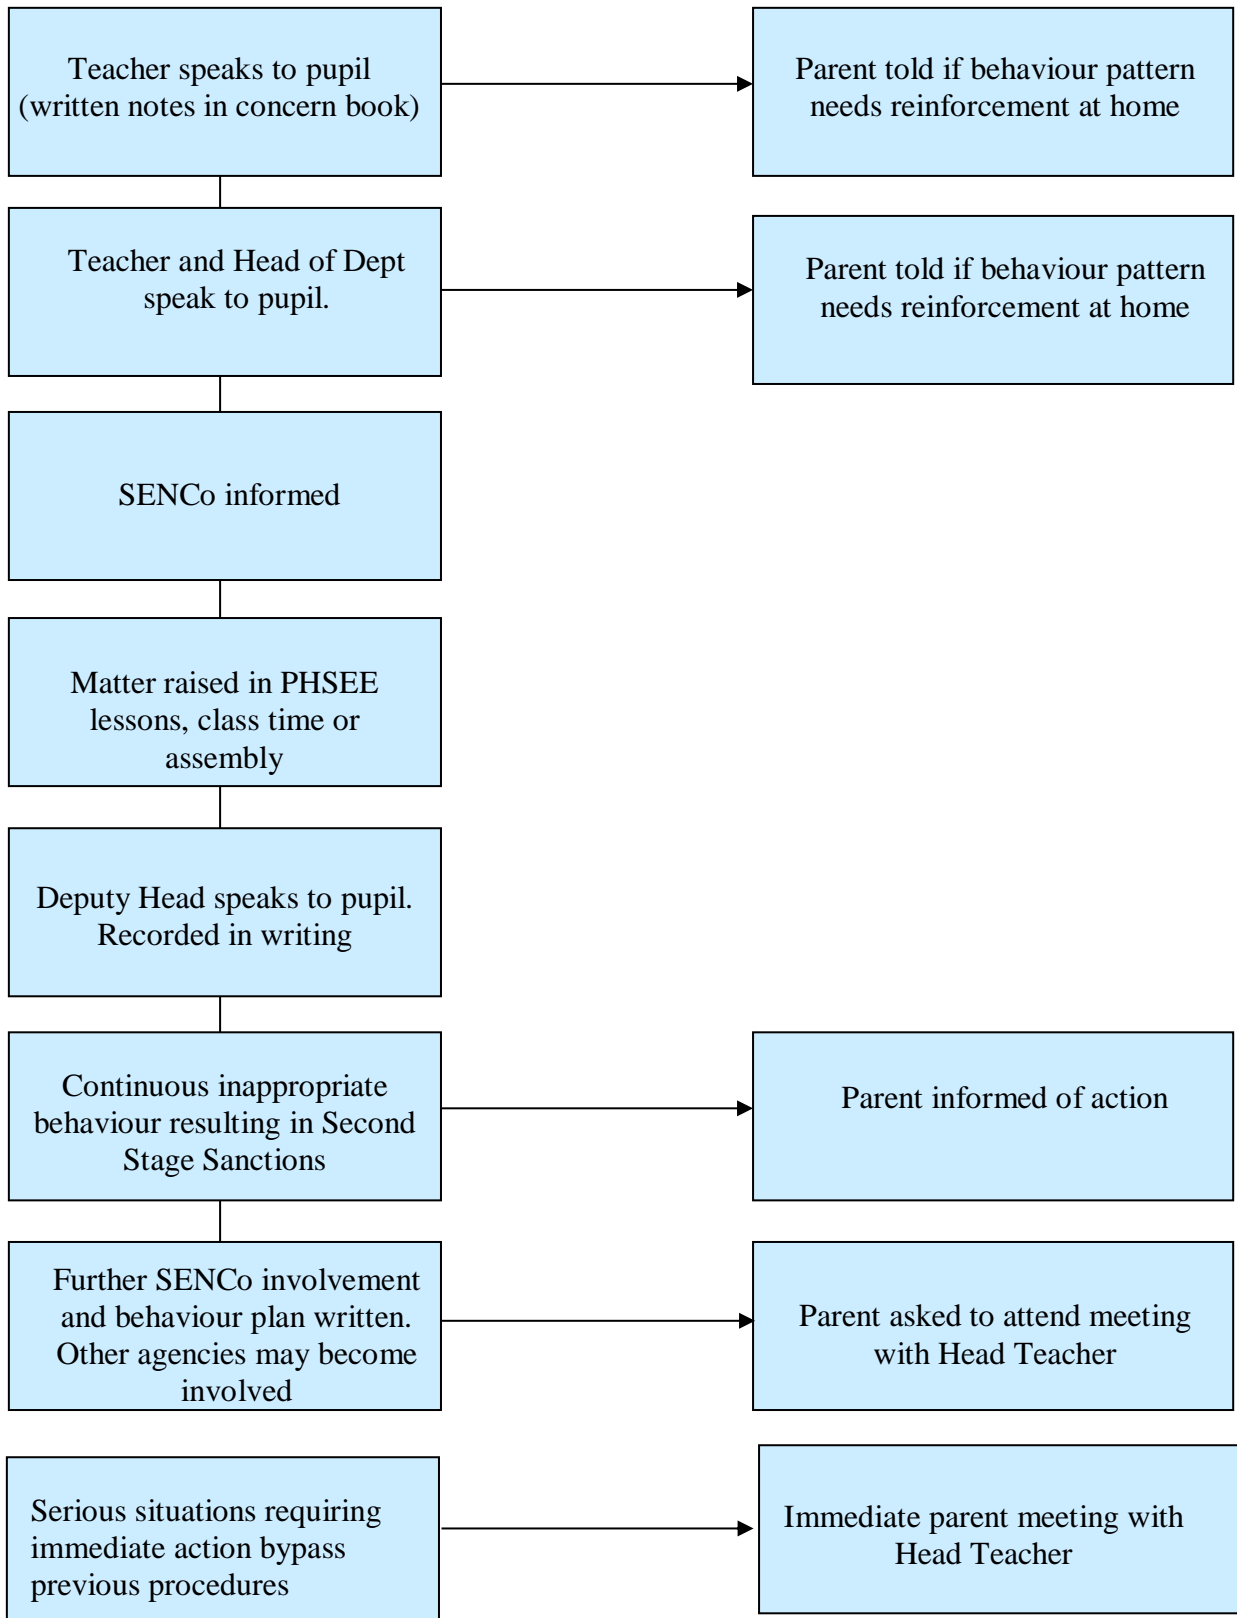 Teacher speaks to pupil
(written notes in concern book)
Parent told if behaviour pattern
needs reinforcement at home
Teacher and Head of Dept
speak to pupil.
Parent told if behaviour pattern
needs reinforcement at home
SENCo informed
Matter raised in PHSEE
lessons, class time or
assembly
Deputy Head speaks to pupil.
Recorded in writing
Continuous inappropriate
behaviour resulting in Second
Stage Sanctions
Parent informed of action
Further SENCo involvement
and behaviour plan written.
Other agencies may become
involved
Parent asked to attend meeting
with Head Teacher
Serious situations requiring
immediate action bypass
previous procedures
Immediate parent meeting with
Head Teacher